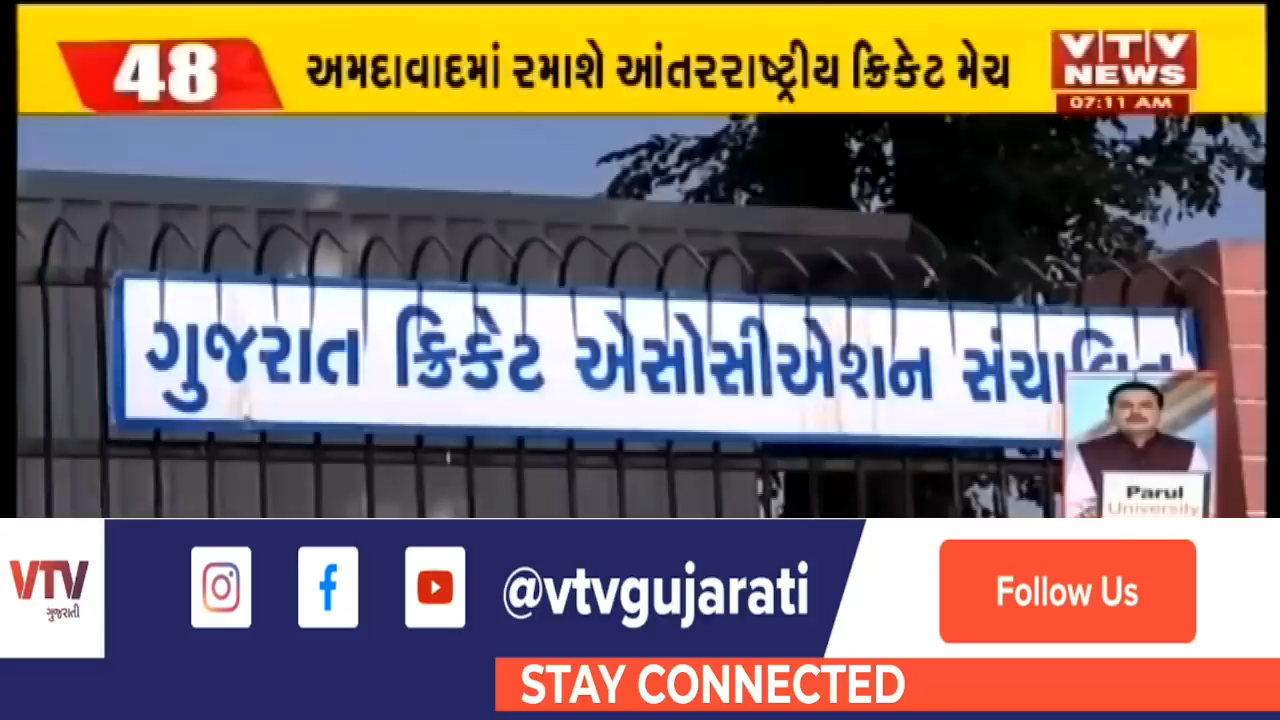 48
અમદાવાદમાં રમાશે આંતરરાષ્ટ્રીય ક્રિકેટ મેચ
VTV
NEWS
07:11 AM
ગુજરાત ક્રિકેટ એસોસીએશન
Parul
University
VTV
ગુજરાતી
@vtvgujarati
Follow Us
STAY CONNECTED